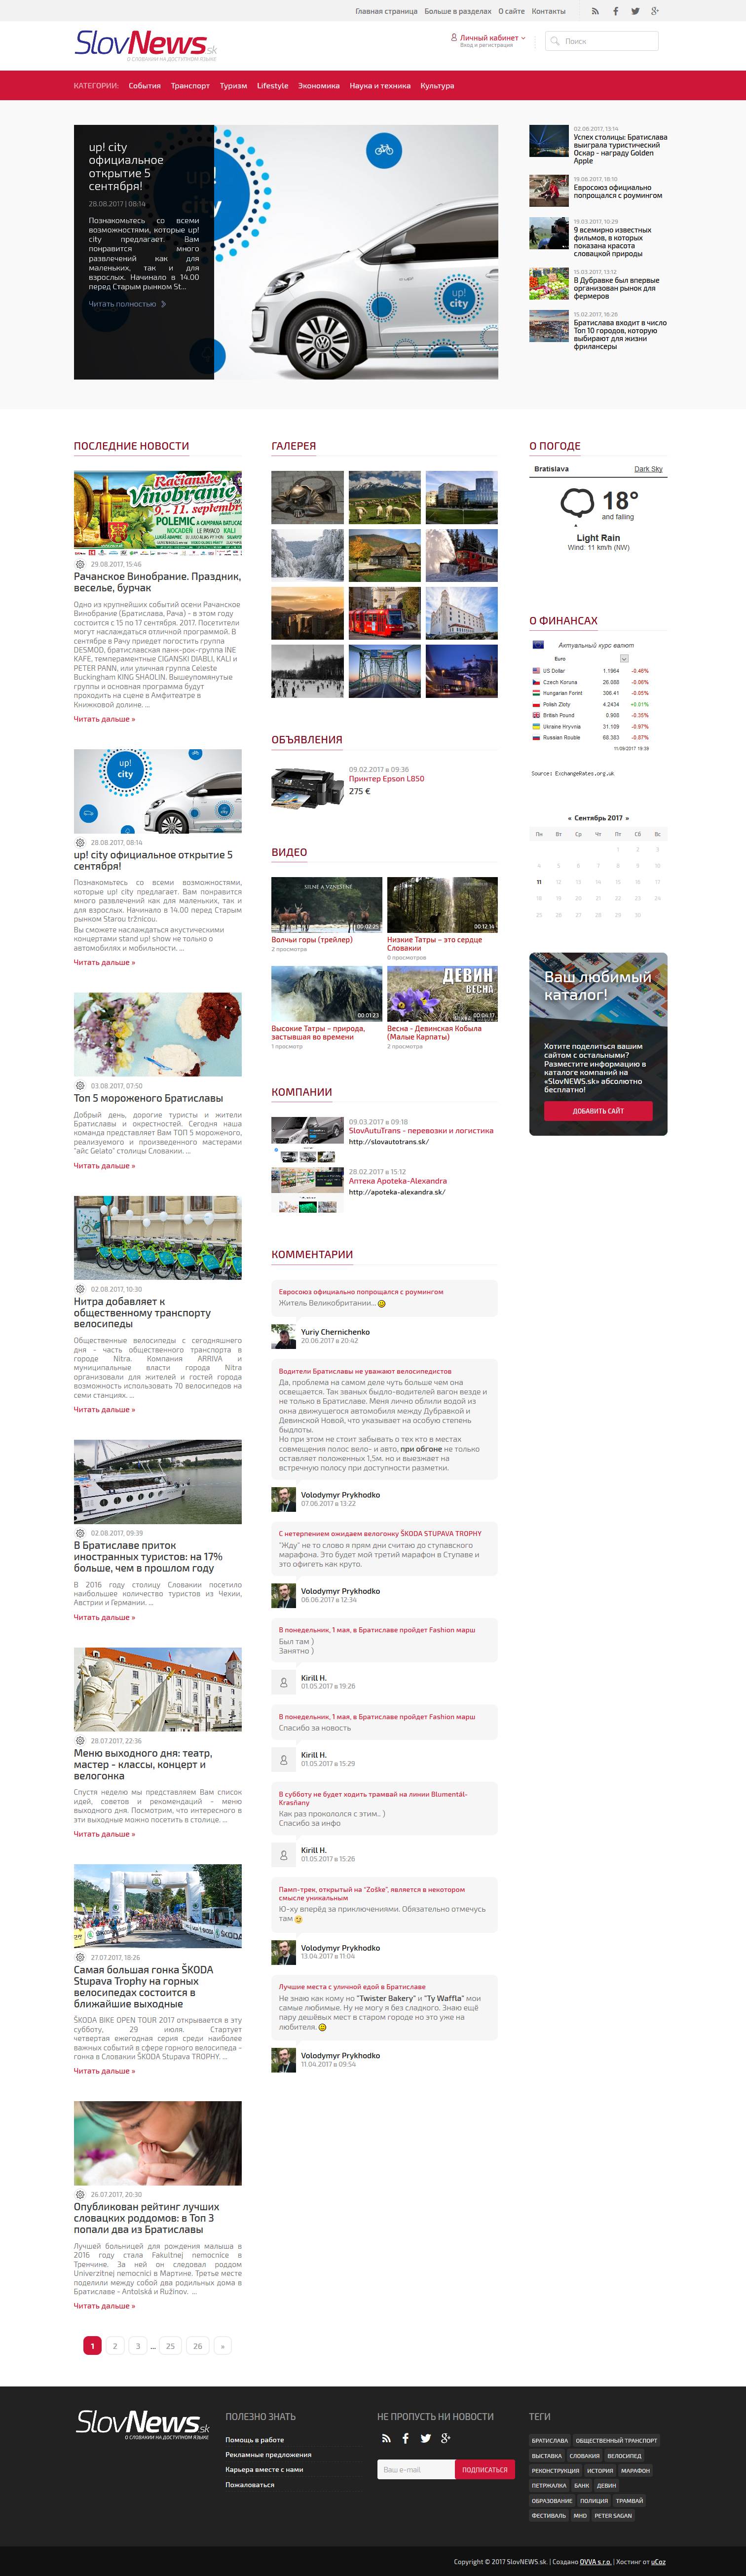 Главная страница Больше в разделах О сайте Контакты
SlovNews.sk
О СЛОВАКИИ НА ДОСТУПНОМ ЯЗЫКЕ
Личный кабинет
Вход и регистрация
Поиск
КАТЕГОРИИ: События Транспорт Туризм Lifestyle Экономика Наука и техника Культура
up! city
официальное
открытие 5
сентября!
28.08.2017 | 08:14
Познакомьтесь со всеми
возможностями, которые up!
city предлагает. Вам
понравится много
развлечений как для
маленьких, так и для
взрослых. Начинало в 14.00
перед Старым рынком St...
Читать полностью
up!
city
up!
city
02.08.2017, 13:14
Успех столицы: Братислава
выиграла туристический
Оскар - награду Golden
Apple
19.06.2017, 18:10
Евросоюз официально
попрощался с роумингом
19.03.2017, 10:29
9 всемирно известных
фильмов, в которых
показана красота
словацкой природы
15.03.2017, 13:12
В Дубравке был впервые
организован рынок для
фермеров
15.02.2017, 16:26
Братислава входит в число
Топ 10 городов, которую
выбирают для жизни
фрилансеры
ПОСЛЕДНИЕ НОВОСТИ
Račianske
Vinobranie
9.- 11. septembra
POLEMIC
29.08.2017, 15:46
Рачанское Винобрание. Праздник,
веселье, бурчак
Одно из крупнейших событий осени Рачанское
Винобрание (Братислава, Рача) - в этом году
состоится с 15 по 17 сентября, 2017. Посетители
могут наслаждаться отличной программой. В
сентябре в Рачу приедет погостить группа
DESMOD, братиславская панк-рок-группа INE
KAFE, темпераментные CIGÁNSKI DIABLI, KALI и
PETER PANN, или уличная группа Celeste
Buckingham KING SHAOLIN. Вышеупомянутые
группы и основная программа будут
проходить на сцене в Амфитеатр в
Книжковой долине. ...
Читать дальше »
up!
city
28.08.2017, 08:14
up! city официальное открытие 5
сентября!
Познакомьтесь со всеми возможностями,
которые up! city предлагает. Вам понравится
много развлечений как для маленьких, так и
для взрослых. Начинало в 14.00 перед Старым
рынком Starou tržnicou.
Вы сможете наслаждаться акустическими
концертами stand up! show не только о
автомобилях и мобильности. ...
Читать дальше »
03.08.2017, 07:50
Топ 5 мороженого Братиславы
Добрый день, дорогие туристы и жители
Братиславы и окрестностей. Сегодня наша
команда представляет Вам ТОП 5 мороженого,
реализуемого и произведенного мастерами
"айс Gelato" столицы Словакии. ...
Читать дальше »
02.08.2017, 10:30
Нитра добавляет к
общественному транспорту
велосипеды
Общественные велосипеды с сегодняшнего
дня - часть общественного транспорта в
городе Nitra. Компания ARRIVA и
муниципальные власти города Nitra
организовали для жителей и гостей города
возможность использовать 70 велосипедов на
семи станциях. ...
Читать дальше »
02.08.2017, 09:39
В Братиславе приток
иностранных туристов: на 17%
больше, чем в прошлом году
В 2016 году столицу Словакии посетило
наибольшее количество туристов из Чехии,
Австрии и Германии. ...
Читать дальше »
28.07.2017, 22:36
Меню выходного дня: театр,
мастер - классы, концерт и
велогонка
Спустя неделю мы представляем Вам список
идей, советов и рекомендаций - меню
выходного дня. Посмотрим, что интересного в
эти выходные можно посетить в столице. ...
Читать дальше »
27.07.2017, 18:26
Самая большая гонка ŠKODA
Stupava Trophy на горных
велосипедах состоится в
ближайшие выходные
ŠKODA BIKE OPEN TOUR 2017 открывается в эту
субботу, 29 июля. Стартует
четвертая ежегодная серия среди наиболее
важных событий в сфере горного велосипеда -
гонка в Словакии ŠKODA Stupava TROPHY. ...
Читать дальше »
26.07.2017, 20:30
Опубликован рейтинг лучших
словацких роддомов: в Топ 3
попали два из Братиславы
Лучшей больницей для рождения малыша в
2016 году стала Fakultnej nemocnice в
Тренчине. За ней он следовал роддом
Univerzitnej nemocnici в Мартине. Третье месте
поделили между собой два родильных дома в
Братиславе - Antolská и Ružinov. ...
Читать дальше »
1 2 3 ... 25 26 »
ГАЛЕРЕЯ
ОБЪЯВЛЕНИЯ
09.02.2017 в 09:36
Принтер Epson L850
275 €
ВИДЕО
SILNÉ A VZNEŠENÉ
00:02:25
Волчьи горы (трейлер)
2 просмотра
00:12:14
Низкие Татры – это сердце
Словакии
0 просмотров
00:01:23
Высокие Татры – природа,
застывшая во времени
1 просмотр
ДЕВИН
ВЕСНА
00:04:17
Весна - Девинская Кобыла
(Малые Карпаты)
2 просмотра
КОМПАНИИ
09.03.2017 в 09:18
SlovAutoTrans - перевозки и логистика
http://slovautotrans.sk/
28.02.2017 в 15:12
Аптека Apoteka-Alexandra
http://apoteka-alexandra.sk/
КОММЕНТАРИИ
Евросоюз официально попрощался с роумингом
Житель Великобритании...
Yuriy Chernichenko
20.06.2017 в 20:42
Водители Братиславы не уважают велосипедистов
Да, проблема на самом деле чуть больше чем она
освещается. Так званых быдло-водителей вагон везде и
не только в Братиславе. Меня лично облили водой из
окна движущегося автомобиля между Дубравкой и
Девинской Новой, что указывает на особую степень
быдлоты.
Но при этом не стоит забывать о тех кто в местах
совмещения полос вело- и авто, при обгоне не только
оставляет положенных 1,5м. но и выезжает на
встречную полосу при доступности разметки.
Volodymyr Prykhodko
07.06.2017 в 13:22
С нетерпением ожидаем велогонку ŠKODA STUPAVA TROPHY
"Жду" не то слово я прям дни считаю до ступавского
марафона. Это будет мой третий марафон в Ступаве и
это офигеть как круто.
Volodymyr Prykhodko
06.06.2017 в 12:34
В понедельник, 1 мая, в Братиславе пройдет Fashion марш
Был там )
Занятно )
Kirill H.
01.05.2017 в 19:26
В понедельник, 1 мая, в Братиславе пройдет Fashion марш
Спасибо за новость
Kirill H.
01.05.2017 в 15:29
В субботу не будет ходить трамвай на линии Blumentál-
Krasňany
Как раз прокололся с этим.. )
Спасибо за инфо
Kirill H.
01.05.2017 в 15:26
Памп-трек, открытый на "Zoške", является в некотором
смысле уникальным
Ю-ху вперёд за приключениями. Обязательно отмечусь
там
Volodymyr Prykhodko
13.04.2017 в 11:04
Лучшие места с уличной едой в Братиславе
Не знаю как кому но "Twister Bakery" и "Ty Waffla" мои
самые любимые. Ну не могу я без сладкого. Знаю ещё
пару дешёвых мест в старом городе но это уже на
любителя.
Volodymyr Prykhodko
11.04.2017 в 09:54
О ПОГОДЕ
Bratislava Dark Sky
18°
and falling
Light Rain
Wind: 11 km/h (NW)
О ФИНАНСАХ
Актуальный курс валют
Euro
US Dollar 1.1964 -0.46%
Czech Koruna 26.088 -0.06%
Hungarian Forint 306.41 -0.05%
Polish Zloty 4.2434 +0.01%
British Pound 0.908 -0.35%
Ukraine Hryvnia 31.189 -0.97%
Russian Rouble 68.383 -0.87%
11/09/2017 19:39
Source: ExchangeRates.org.uk
« Сентябрь 2017 »
Пн Вт Ср Чт Пт Сб Вс
1 2 3
4 5 6 7 8 9 10
11 12 13 14 15 16 17
18 19 20 21 22 23 24
25 26 27 28 29 30
Ваш любимый
каталог!
Хотите поделиться вашим
сайтом с остальными?
Разместите информацию в
каталоге компаний на
«SlovNEWS.sk» абсолютно
бесплатно!
ДОБАВИТЬ САЙТ
SlovNews.sk
О СЛОВАКИИ НА ДОСТУПНОМ ЯЗЫКЕ
ПОЛЕЗНО ЗНАТЬ
Помощь в работе
Рекламные предложения
Карьера вместе с нами
Пожаловаться
НЕ ПРОПУСТЬ НИ НОВОСТИ
Ваш e-mail ПОДПИСАТЬСЯ
ТЕГИ
БРАТИСЛАВА ОБЩЕСТВЕННЫЙ ТРАНСПОРТ
ВЫСТАВКА СЛОВАКИЯ ВЕЛОСИПЕД
РЕКОНСТРУКЦИЯ ИСТОРИЯ МАРАФОН
ПЕТРЖАЛКА БАНК ДЕВИН
ОБРАЗОВАНИЕ ПОЛИЦИЯ ТРАМВАЙ
ФЕСТИВАЛЬ MHD PETER SAGAN
Copyright © 2017 SlovNEWS.sk. | Создано OVVA s.r.o. | Хостинг от uCoz